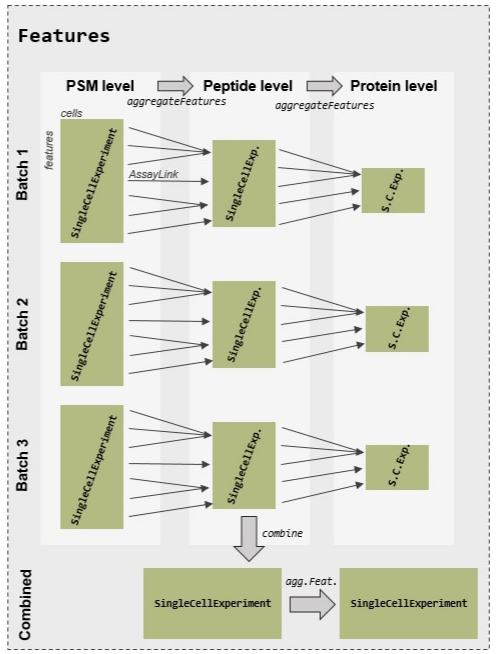 Features
PSM level
Peptide level
Protein level
aggregateFeatures
aggregateFeatures
cells
features
Batch 1
SingleCellExperiment
AssayLink
SingleCellExp.
S.C.Exp.
Batch 2
SingleCellExperiment
SingleCellExp.
S.C.Exp.
Batch 3
SingleCellExperiment
SingleCellExp.
S.C.Exp.
combine
Combined
SingleCellExperiment
agg.Feat.
SingleCellExperiment